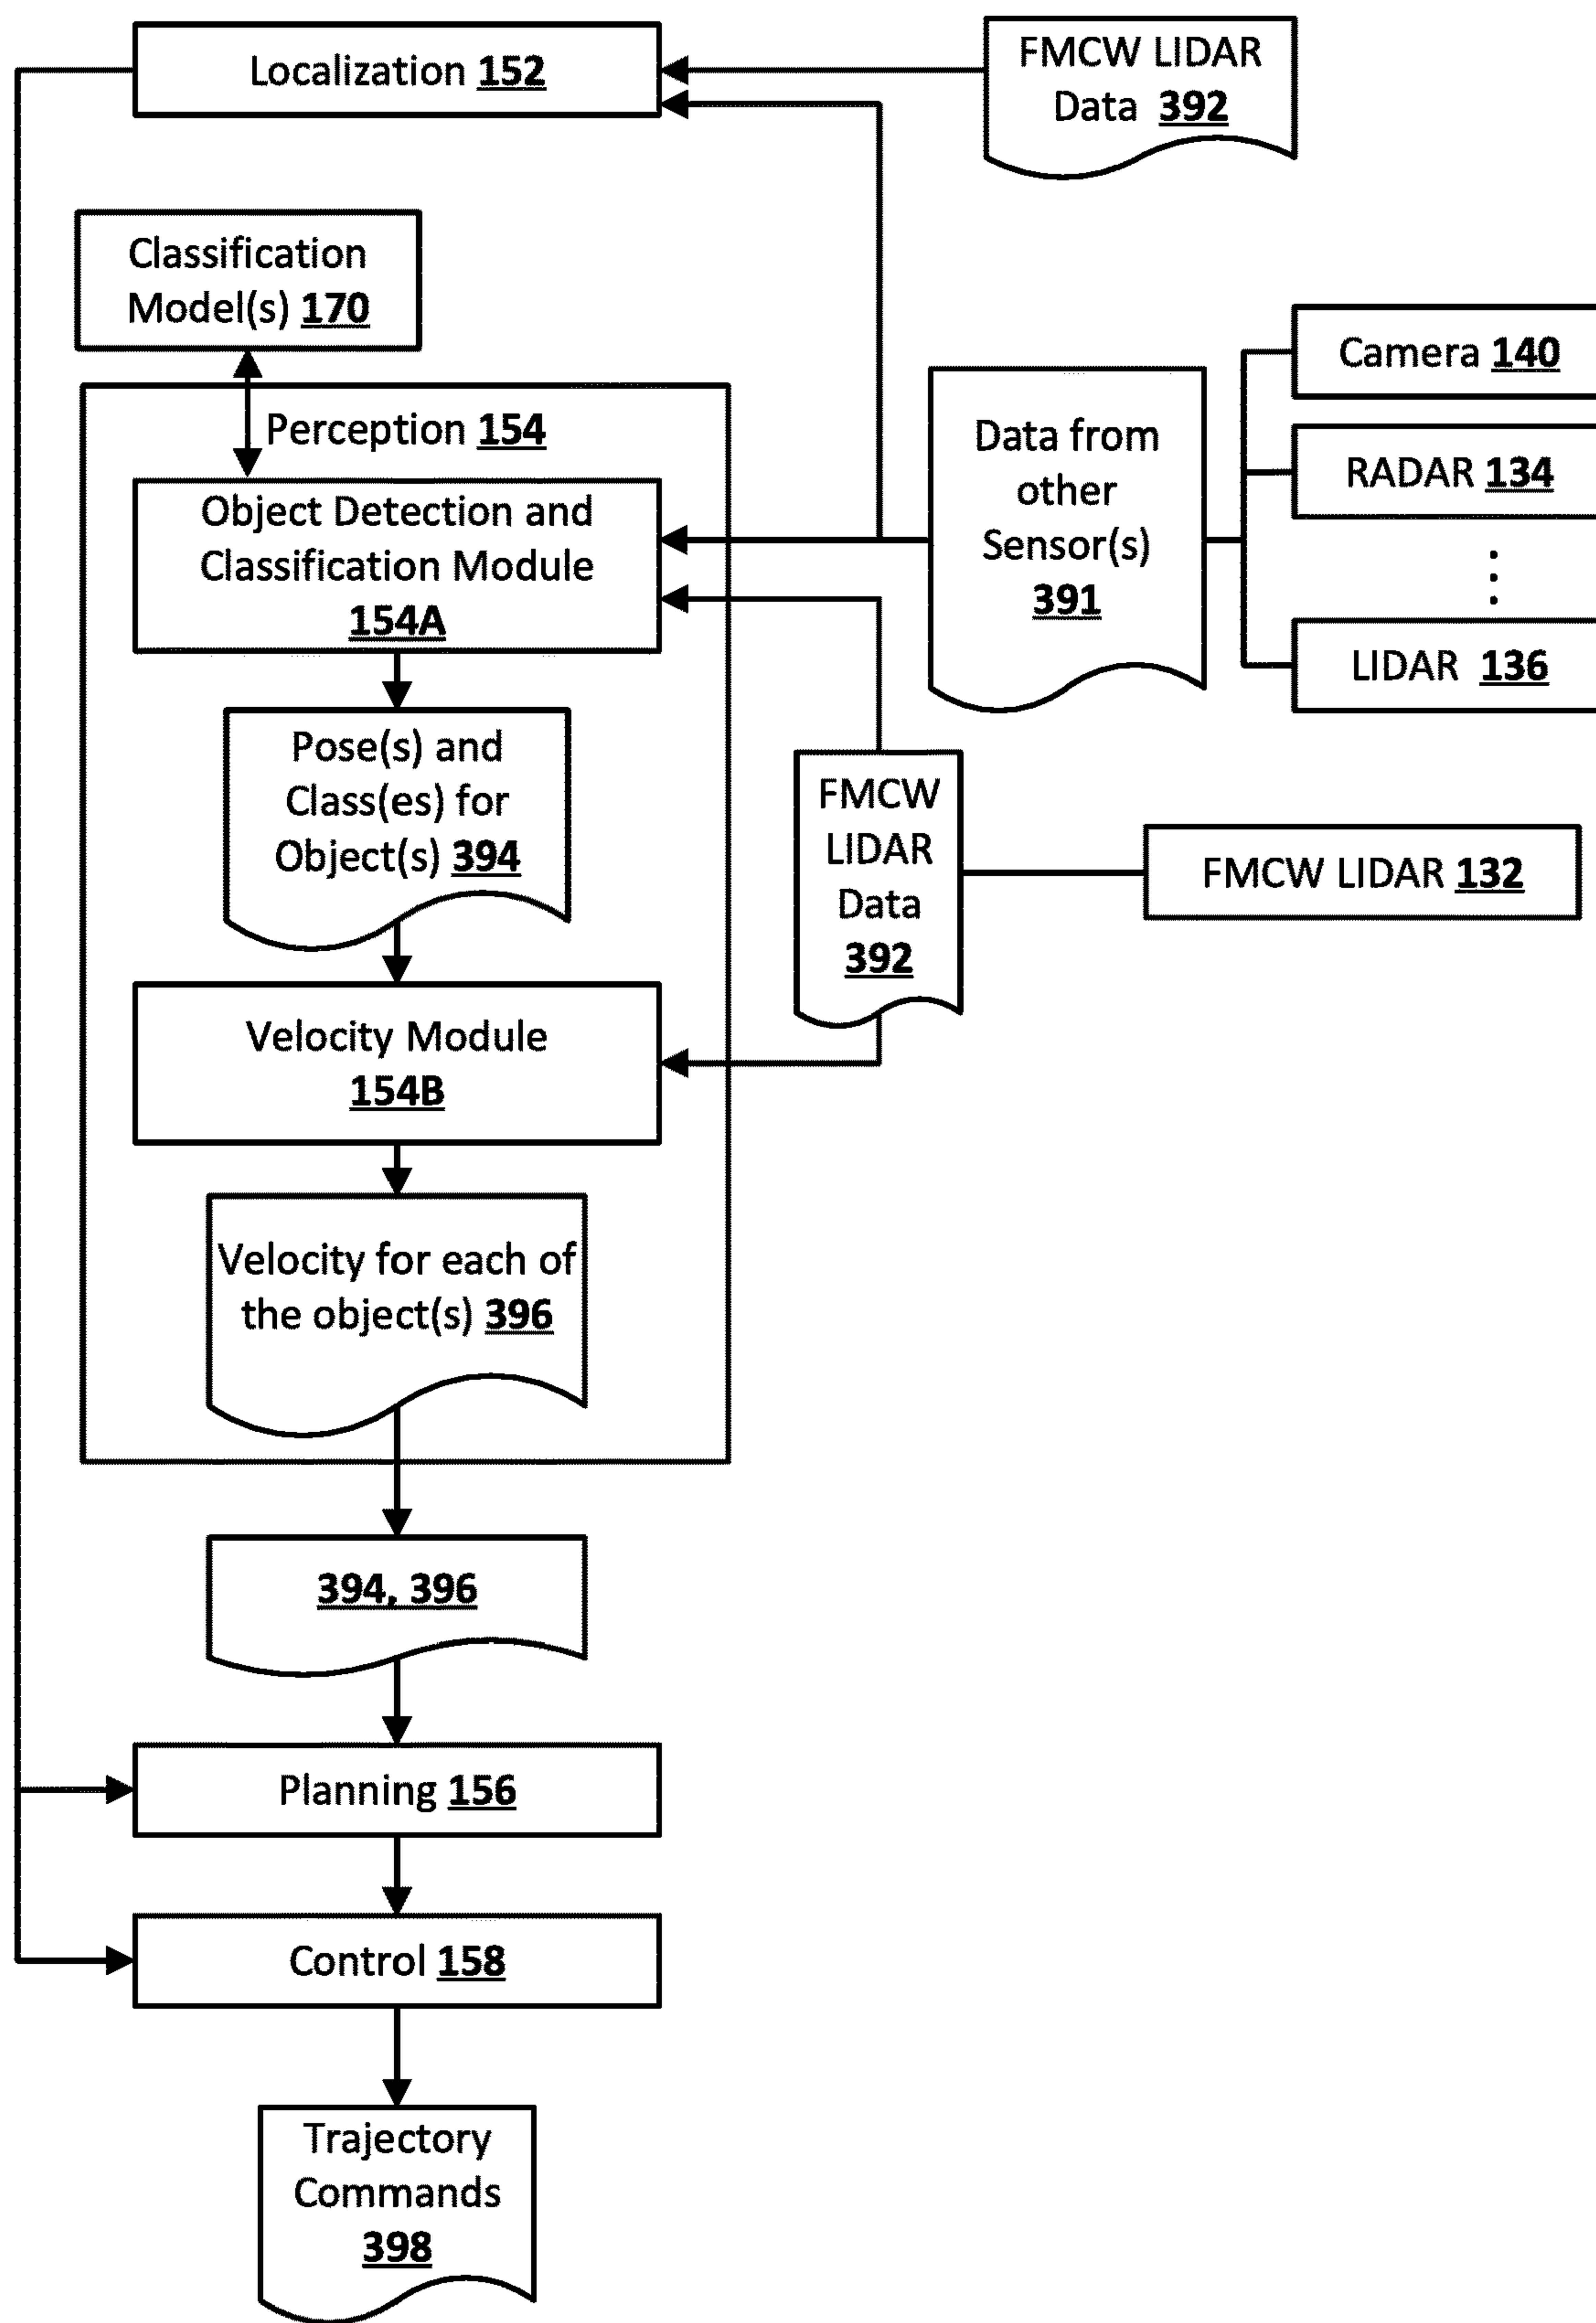 Localization 152
FMCW LIDAR
Data 392
Classification
Model(s) 170
Camera 140
Perception 154
Data from
other
Sensor(s)
391
RADAR 134
Object Detection and
Classification Module
154A
LIDAR 136
Pose(s) and
Class(es) for
Object(s) 394
FMCW
LIDAR
Data
392
FMCW LIDAR 132
Velocity Module
154B
Velocity for each of
the object(s) 396
394, 396
Planning 156
Control 158
Trajectory
Commands
398